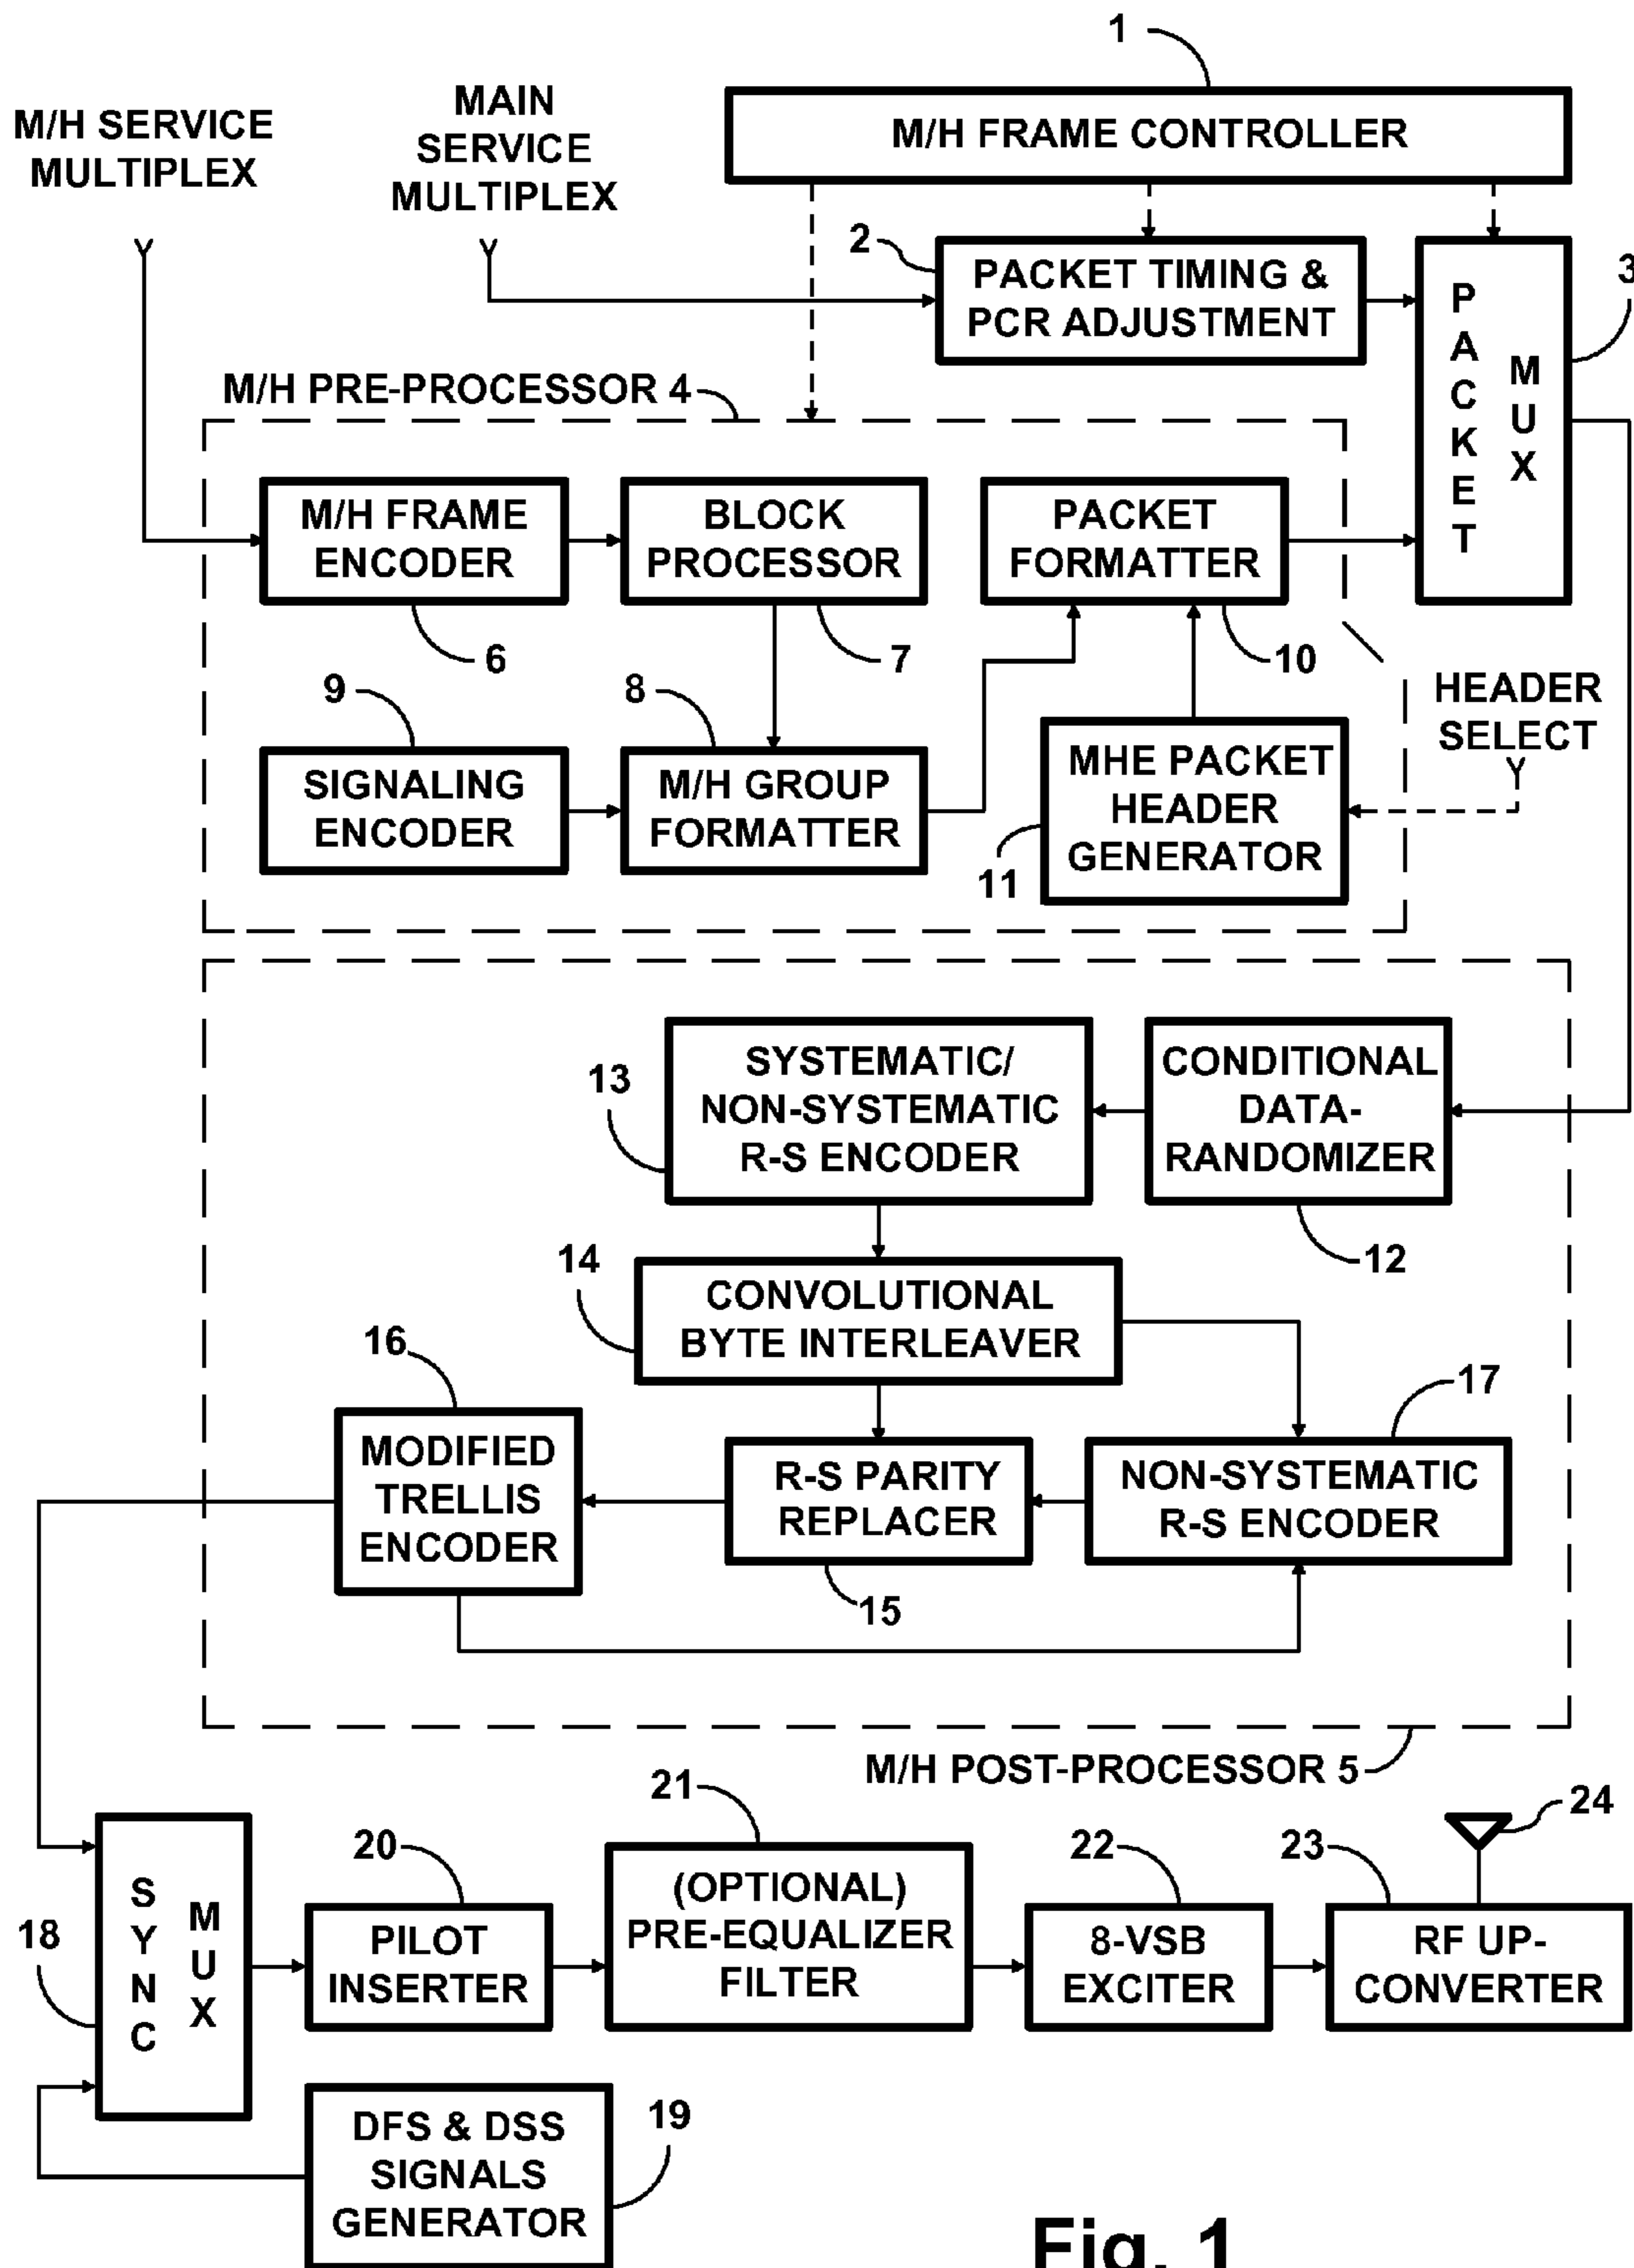 1
M/H SERVICE
MULTIPLEX
MAIN
SERVICE
MULTIPLEX
M/H FRAME CONTROLLER
2
PACKET TIMING &
PCR ADJUSTMENT
PACKET
MUX
3
M/H PRE-PROCESSOR 4
M/H FRAME
ENCODER
6
BLOCK
PROCESSOR
7
PACKET
FORMATTER
10
9
SIGNALING
ENCODER
8
M/H GROUP
FORMATTER
MHE PACKET
HEADER
GENERATOR
11
HEADER
SELECT
13
SYSTEMATIC/
NON-SYSTEMATIC
R-S ENCODER
CONDITIONAL
DATA-
RANDOMIZER
12
14
CONVOLUTIONAL
BYTE INTERLEAVER
16
MODIFIED
TRELLIS
ENCODER
R-S PARITY
REPLACER
15
17
NON-SYSTEMATIC
R-S ENCODER
M/H POST-PROCESSOR 5
18
SYNC
MUX
20
PILOT
INSERTER
21
(OPTIONAL)
PRE-EQUALIZER
FILTER
22
8-VSB
EXCITER
23
RF UP-
CONVERTER
24
DFS & DSS
SIGNALS
GENERATOR
19
Fig. 1